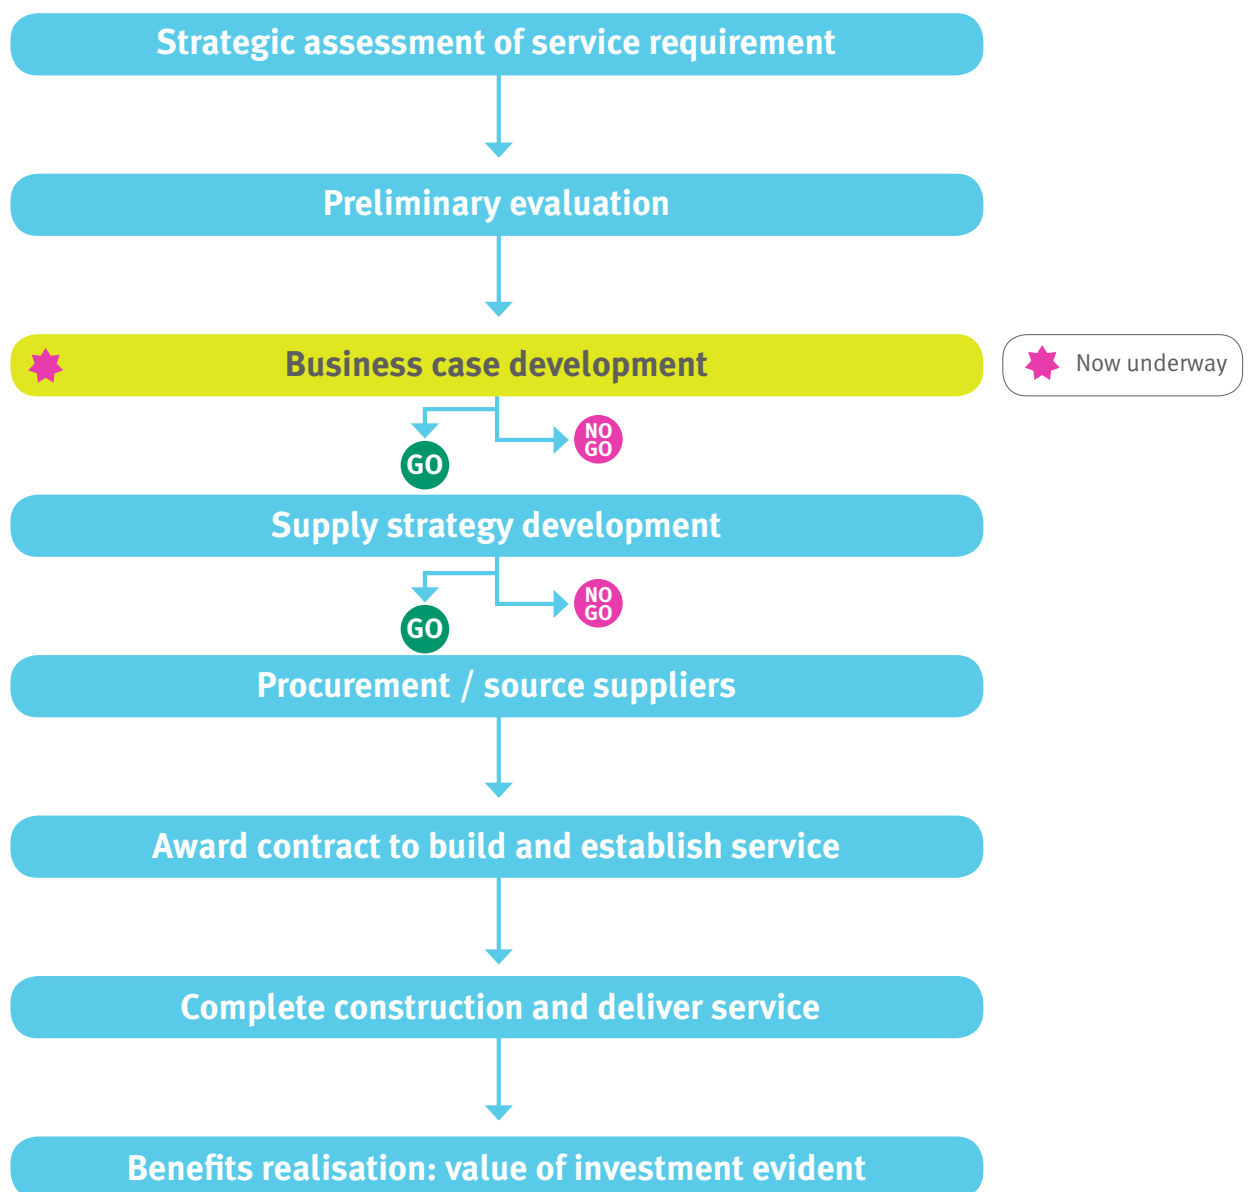 Strategic assessment of service requirement
Preliminary evaluation
Business case development
Now underway
NO
GO
GO
Supply strategy development
NO
GO
GO
Procurement / source suppliers
Award contract to build and establish service
Complete construction and deliver service
Benefits realisation: value of investment evident